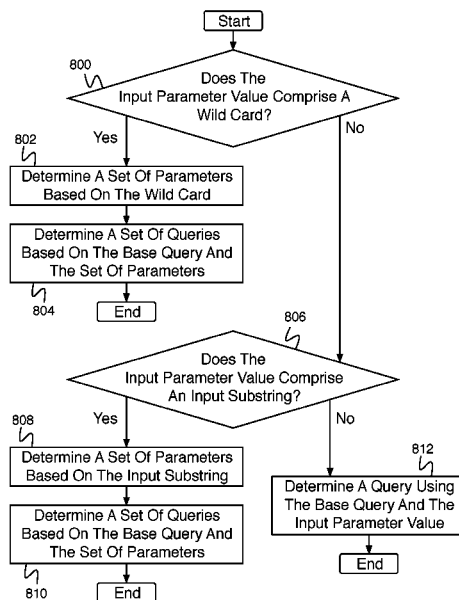 Start
800
Does The
Input Parameter Value Comprise A
Wild Card?
Yes
No
802
Determine A Set Of Parameters
Based On The Wild Card
Determine A Set Of Queries
Based On The Base Query And
The Set Of Parameters
804
End
806
Does The
Input Parameter Value Comprise
An Input Substring?
Yes
No
808
Determine A Set Of Parameters
Based On The Input Substring
812
Determine A Query Using
The Base Query And The
Input Parameter Value
Determine A Set Of Queries
Based On The Base Query And
The Set Of Parameters
810
End
End